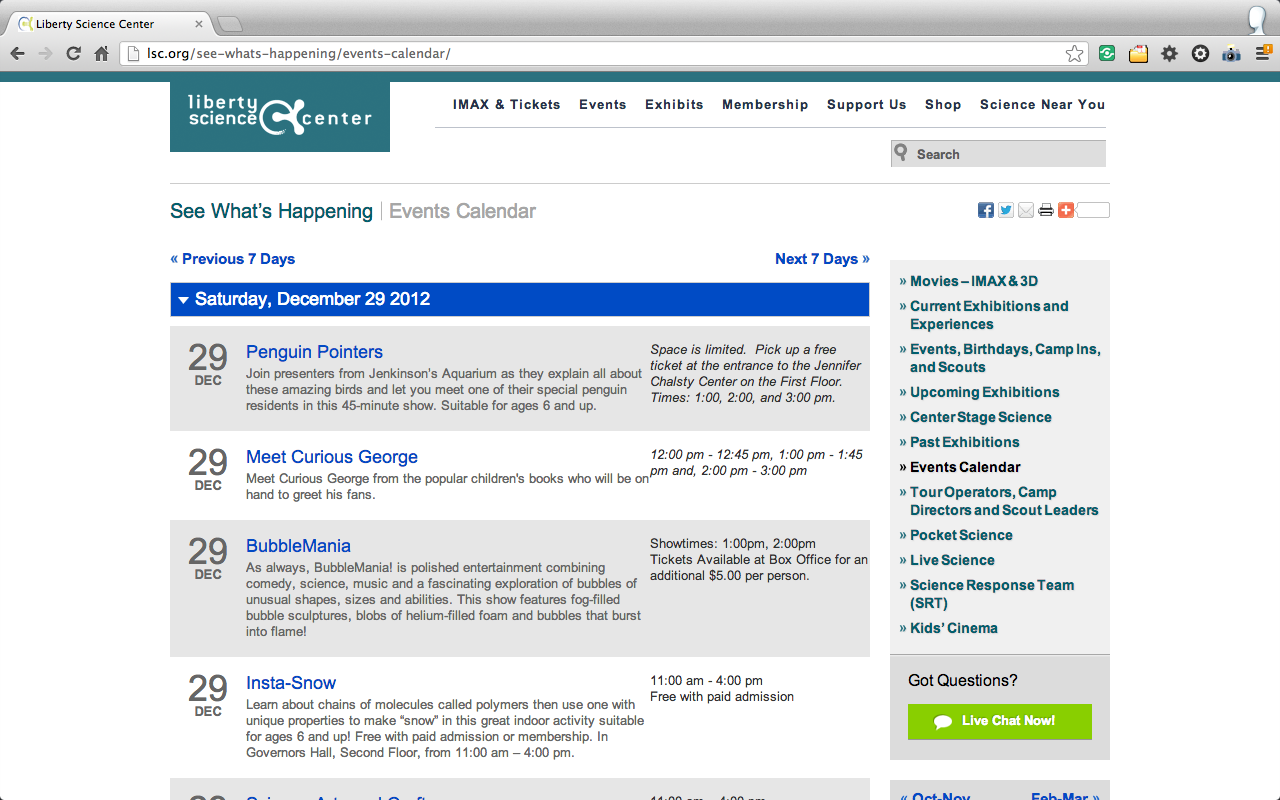 Liberty Science Center
lsc.org/see-whats-happening/events-calendar/
liberty
science center
IMAX & Tickets Events Exhibits Membership Support Us Shop Science Near You
Search
See What's Happening | Events Calendar
« Previous 7 Days Next 7 Days »
Saturday, December 29 2012
29
DEC
Penguin Pointers
Join presenters from Jenkinson's Aquarium as they explain all about
these amazing birds and let you meet one of their special penguin
residents in this 45-minute show. Suitable for ages 6 and up.
Space is limited.  Pick up a free
ticket at the entrance to the Jennifer
Chalsty Center on the First Floor.
Times: 1:00, 2:00, and 3:00 pm.
29
DEC
Meet Curious George
Meet Curious George from the popular children's books who will be on
hand to greet his fans.
12:00 pm - 12:45 pm, 1:00 pm - 1:45
pm and, 2:00 pm - 3:00 pm
29
DEC
BubbleMania
As always, BubbleMania! is polished entertainment combining
comedy, science, music and a fascinating exploration of bubbles of
unusual shapes, sizes and abilities. This show features fog-filled
bubble sculptures, blobs of helium-filled foam and bubbles that burst
into flame!
Showtimes: 1:00pm, 2:00pm
Tickets Available at Box Office for an
additional $5.00 per person.
29
DEC
Insta-Snow
Learn about chains of molecules called polymers then use one with
unique properties to make “snow” in this great indoor activity suitable
for ages 6 and up! Free with paid admission or membership. In
Governors Hall, Second Floor, from 11:00 am – 4:00 pm.
11:00 am - 4:00 pm
Free with paid admission
» Movies – IMAX & 3D
» Current Exhibitions and
Experiences
» Events, Birthdays, Camp Ins,
and Scouts
» Upcoming Exhibitions
» Center Stage Science
» Past Exhibitions
» Events Calendar
» Tour Operators, Camp
Directors and Scout Leaders
» Pocket Science
» Live Science
» Science Response Team
(SRT)
» Kids' Cinema
Got Questions?
Live Chat Now!
« Oct-Nov Feb-Mar »